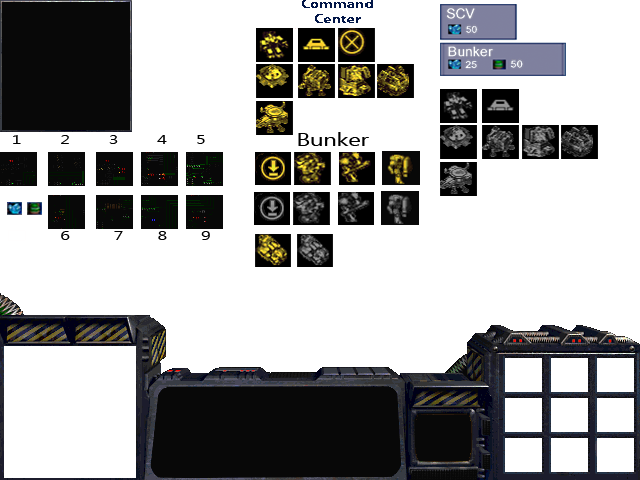 Command
Center
SCV
50
Bunker
25 50
1 2 3 4 5
Bunker
6 7 8 9